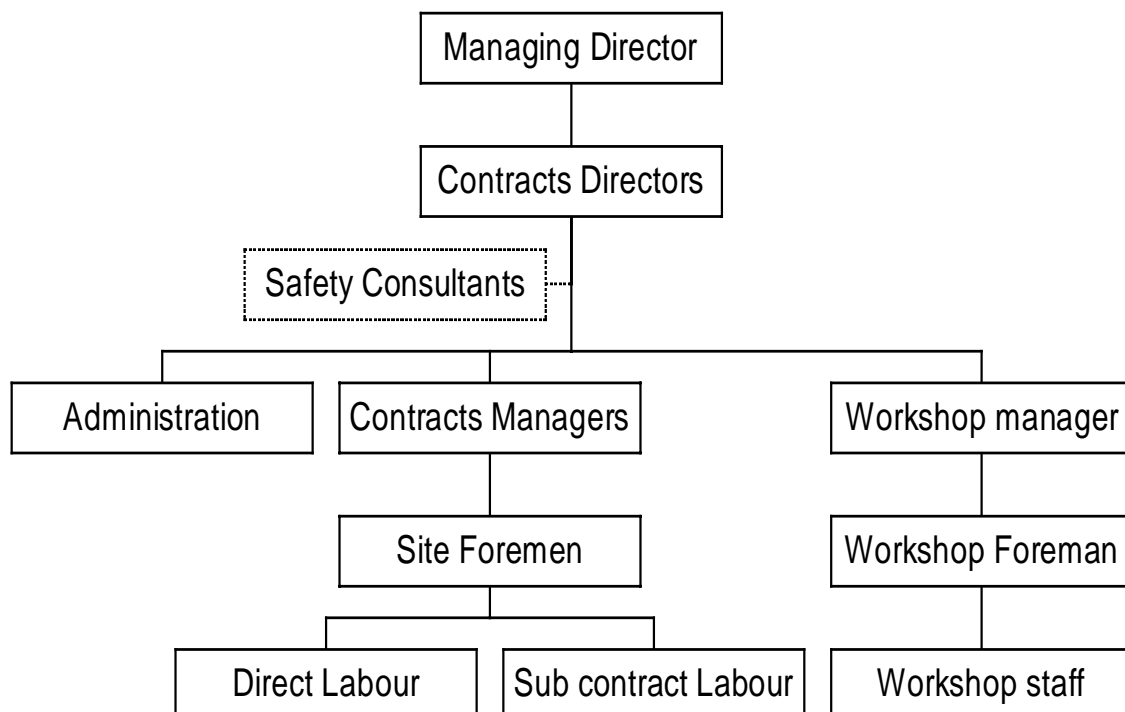 Managing Director
Contracts Directors
Safety Consultants
Administration
Contracts Managers
Workshop manager
Site Foremen
Workshop Foreman
Direct Labour
Sub contract Labour
Workshop staff